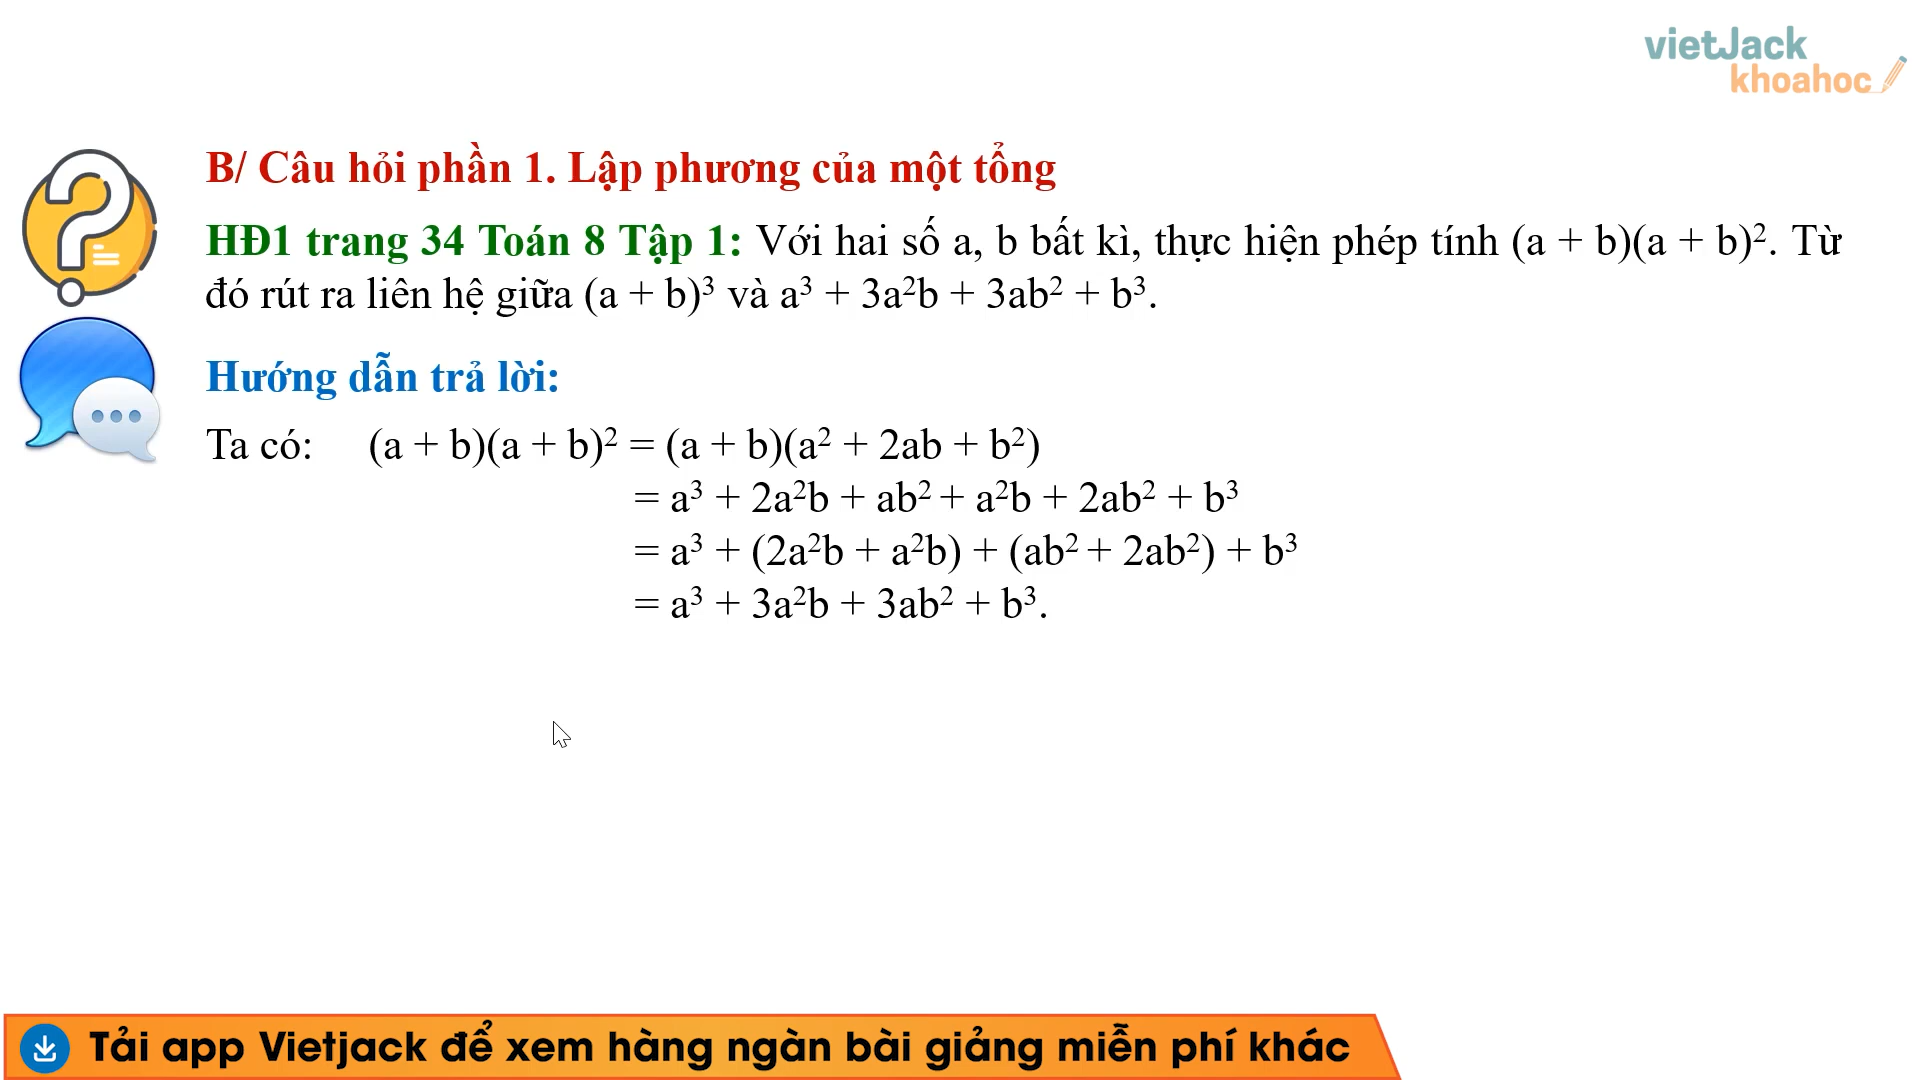 vietJack
khoahoc
B/ Câu hỏi phần 1. Lập phương của một tổng
HĐ1 trang 34 Toán 8 Tập 1: Với hai số a, b bất kì, thực hiện phép tính (a + b)(a + b)². Từ
đó rút ra liên hệ giữa (a + b)³ và a³ + 3a²b + 3ab² + b³.
Hướng dẫn trả lời:
Ta có: (a + b)(a + b)² = (a + b)(a² + 2ab + b²)
= a³ + 2a²b + ab² + a²b + 2ab² + b³
= a³ + (2a²b + a²b) + (ab² + 2ab²) + b³
= a³ + 3a²b + 3ab² + b³.
Tải app Vietjack để xem hàng ngàn bài giảng miễn phí khác